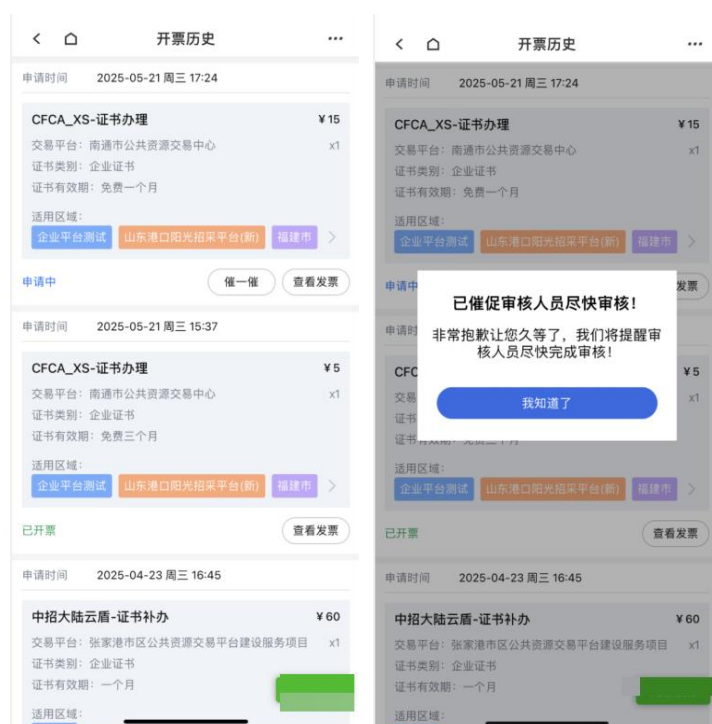 开票历史
申请时间 2025-05-21 周三 17:24
CFCA_XS-证书办理 ¥15
交易平台：南通市公共资源交易中心 x1
证书类别：企业证书
证书有效期：免费一个月
适用区域：
企业平台测试 山东港口阳光招采平台(新) 福建市
申请中 催一催 查看发票
申请时间 2025-05-21 周三 15:37
CFCA_XS-证书办理 ¥5
交易平台：南通市公共资源交易中心 x1
证书类别：企业证书
证书有效期：免费三个月
适用区域：
企业平台测试 山东港口阳光招采平台(新) 福建市
已开票 查看发票
申请时间 2025-04-23 周三 16:45
中招大陆云盾-证书补办 ¥60
交易平台：张家港市区公共资源交易平台建设服务项目 x1
证书类别：企业证书
证书有效期：一个月
适用区域：
开票历史
申请时间 2025-05-21 周三 17:24
CFCA_XS-证书办理 ¥15
交易平台：南通市公共资源交易中心 x1
证书类别：企业证书
证书有效期：免费一个月
适用区域：
企业平台测试 山东港口阳光招采平台(新) 福建市
申请中 发票
已催促审核人员尽快审核！
非常抱歉让您久等了，我们将提醒审
核人员尽快完成审核！
我知道了
申请时
CFC ¥5
交易 x1
证书
证书有效期：免费三个月
适用区域：
企业平台测试 山东港口阳光招采平台(新) 福建市
已开票 查看发票
申请时间 2025-04-23 周三 16:45
中招大陆云盾-证书补办 ¥60
交易平台：张家港市区公共资源交易平台建设服务项目 x1
证书类别：企业证书
证书有效期：一个月
适用区域：